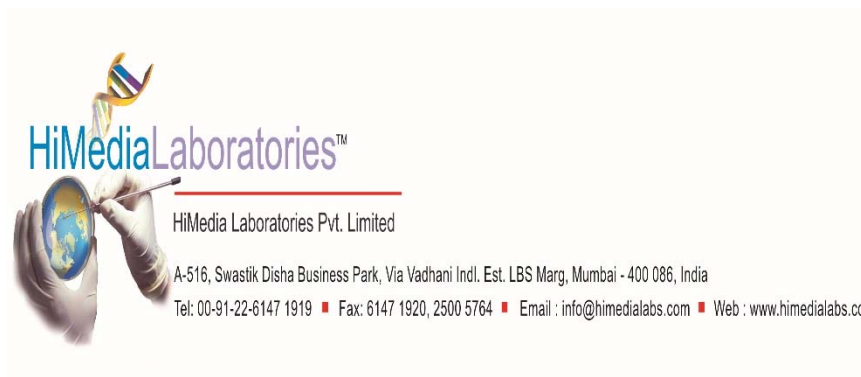 HiMediaLaboratories™
HiMedia Laboratories Pvt. Limited
A-516, Swastik Disha Business Park, Via Vadhani Indl. Est. LBS Marg, Mumbai - 400 086, India
Tel: 00-91-22-6147 1919 ■ Fax: 6147 1920, 2500 5764 ■ Email : info@himedialabs.com ■ Web : www.himedialabs.co